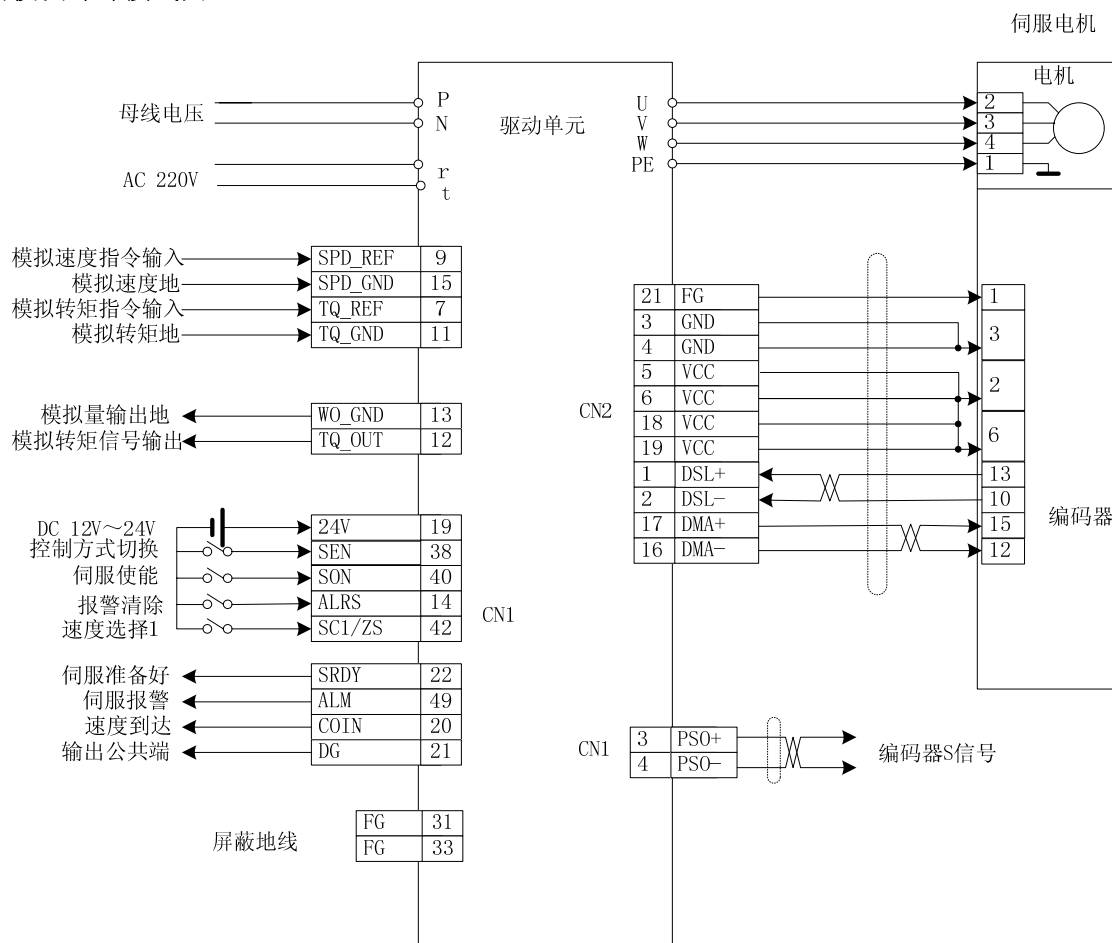 伺服电机
电机
母线电压
P
N
驱动单元
U
V
W
PE
2
3
4
1
AC 220V
r
t
模拟速度指令输入 SPD_REF 9
模拟速度地 SPD_GND 15
模拟转矩指令输入 TQ_REF 7
模拟转矩地 TQ_GND 11
模拟量输出地 WO_GND 13
模拟转矩信号输出 TQ_OUT 12
DC 12V～24V 24V 19
控制方式切换 SEN 38
伺服使能 SON 40
报警清除 ALRS 14
速度选择1 SC1/ZS 42
CN1
伺服准备好 SRDY 22
伺服报警 ALM 49
速度到达 COIN 20
输出公共端 DG 21
屏蔽地线
FG 31
FG 33
CN2
21 FG
3 GND
4 GND
5 VCC
6 VCC
18 VCC
19 VCC
1 DSL+
2 DSL-
17 DMA+
16 DMA-
1
3
2
6
13
10
15
12
编码器
CN1
3 PSO+
4 PSO-
编码器S信号